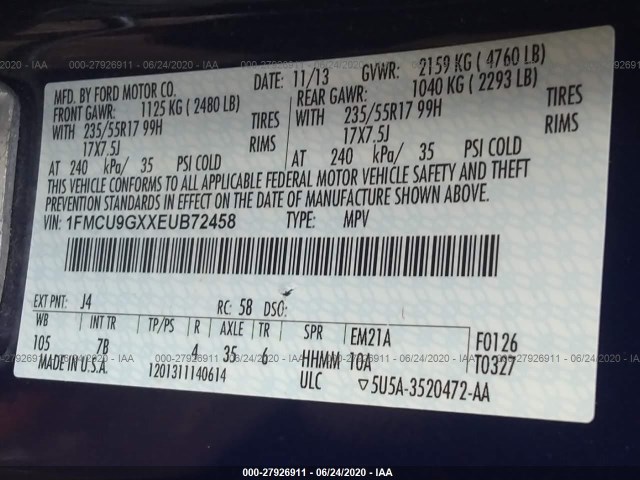 MFD. BY FORD MOTOR CO.
DATE: 11/13 GVWR: 2159 KG ( 4760 LB)
FRONT GAWR: 1125 KG ( 2480 LB)
REAR GAWR: 1040 KG ( 2293 LB)
WITH 235/55R17 99H TIRES
WITH 235/55R17 99H TIRES
17X7.5J RIMS
17X7.5J RIMS
AT 240 kPa/ 35 PSI COLD
AT 240 kPa/ 35 PSI COLD
THIS VEHICLE CONFORMS TO ALL APPLICABLE FEDERAL MOTOR VEHICLE SAFETY AND THEFT
PREVENTION STANDARDS IN EFFECT ON THE DATE OF MANUFACTURE SHOWN ABOVE.
VIN: 1FMCU9GXXEUB72458 TYPE: MPV
EXT PNT: J4 RC: 58 DSO:
WB INT TR TP/PS R AXLE TR SPR EM21A F0126
105 7B 4 35 6 HHMM 10A T0327
MADE IN U.S.A. 1201311140614 ULC ▽5U5A-3520472-AA
000-27926911 - 06/24/2020 - IAA